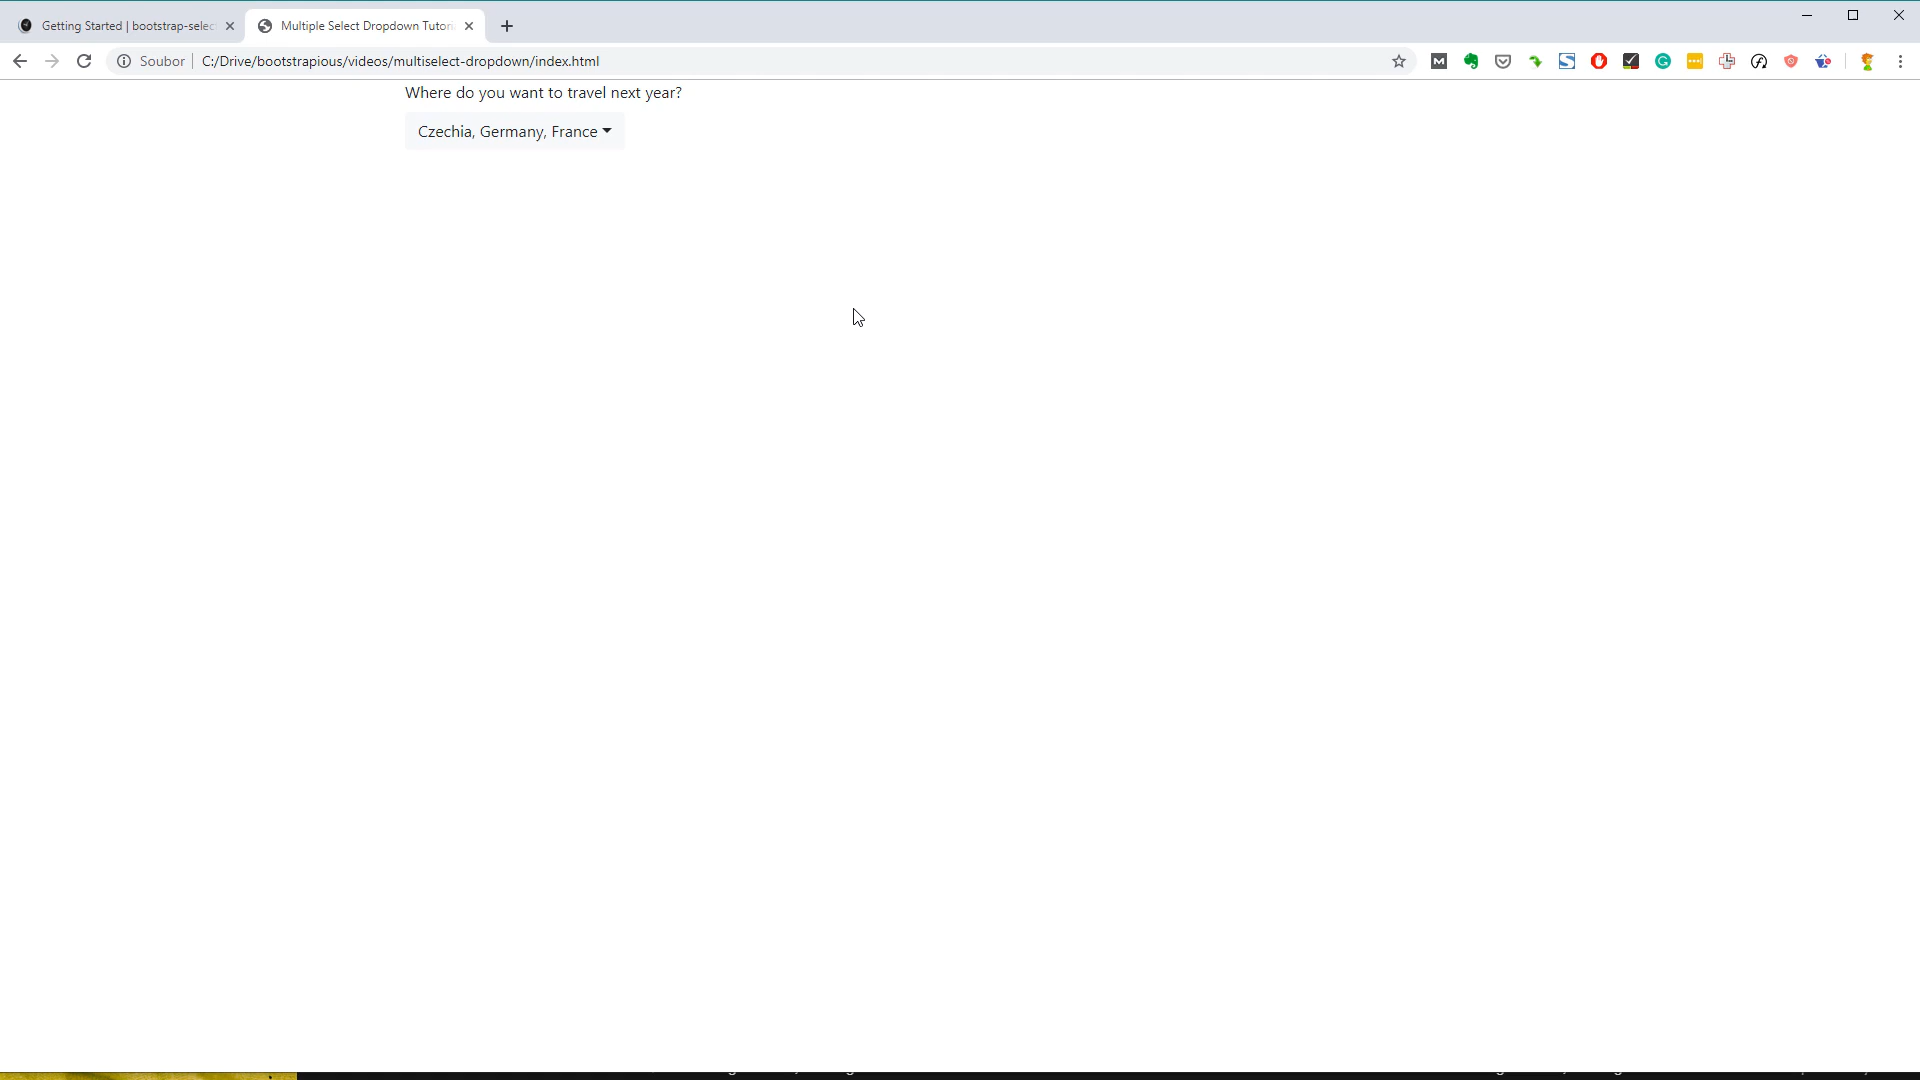 Getting Started | bootstrap-selec
Multiple Select Dropdown Tutori
Soubor
C:/Drive/bootstrapious/videos/multiselect-dropdown/index.html
Where do you want to travel next year?
Czechia, Germany, France